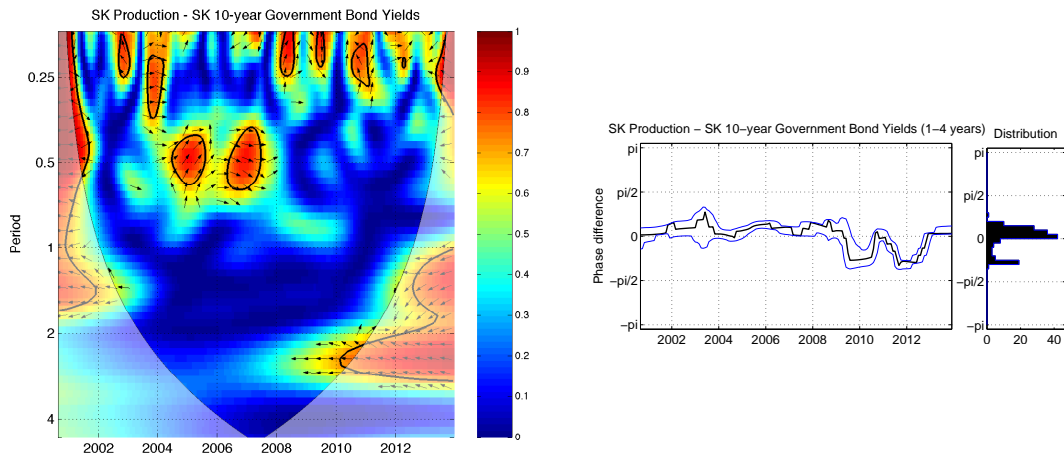 SK Production - SK 10-year Government Bond Yields
Period
0.25
0.5
1
2
4
2002
2004
2006
2008
2010
2012
1
0.9
0.8
0.7
0.6
0.5
0.4
0.3
0.2
0.1
0
SK Production − SK 10−year Government Bond Yields (1−4 years)
Phase difference
pi
pi/2
0
−pi/2
−pi
2002
2004
2006
2008
2010
2012
Distribution
pi
pi/2
0
−pi/2
−pi
0
20
40